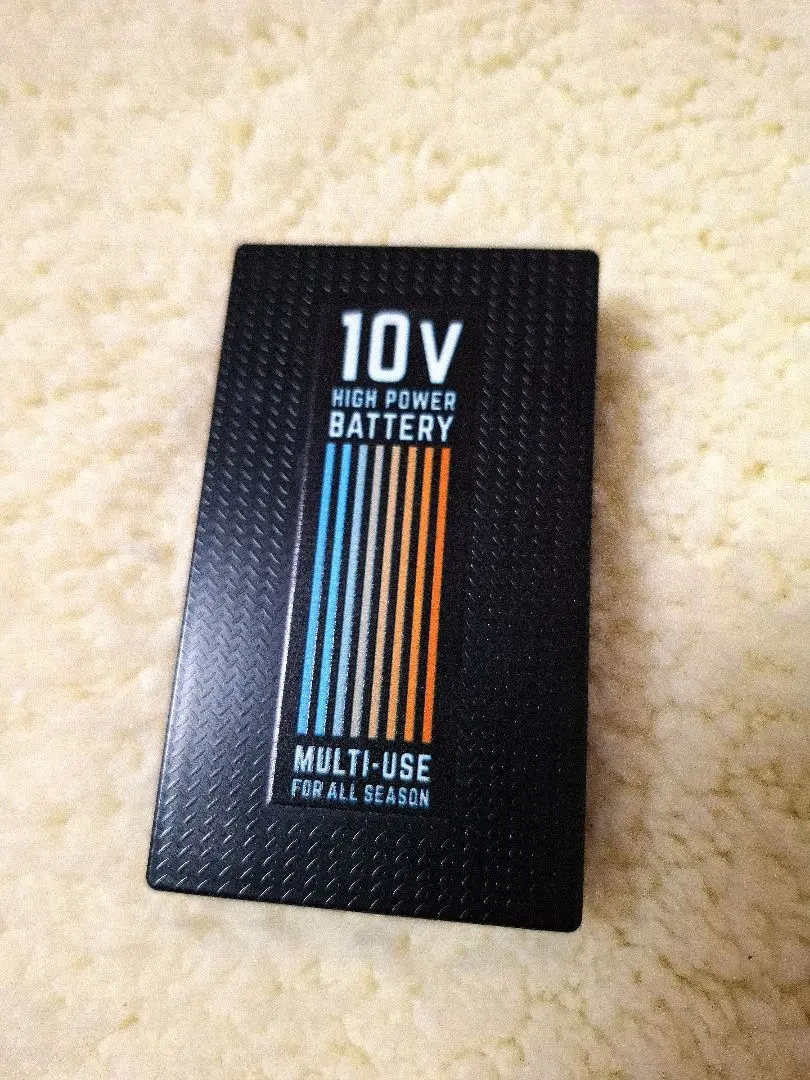 10V
HIGH POWER
BATTERY
MULTI-USE
FOR ALL SEASON